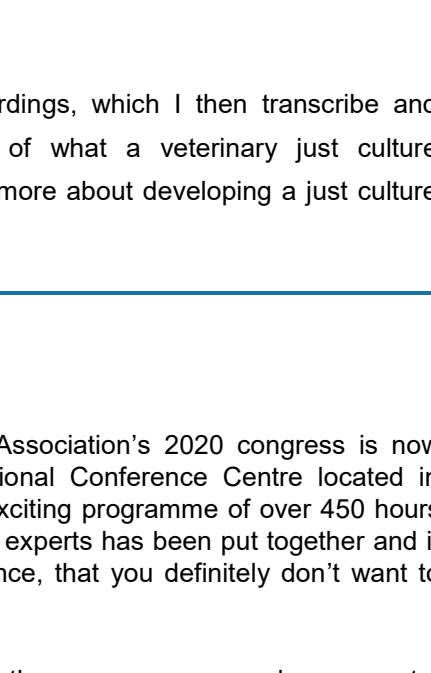 rdings, which I then transcribe and
of what a veterinary just culture
more about developing a just culture
Association’s 2020 congress is now
ional Conference Centre located in
xciting programme of over 450 hours
experts has been put together and i
nce, that you definitely don’t want to